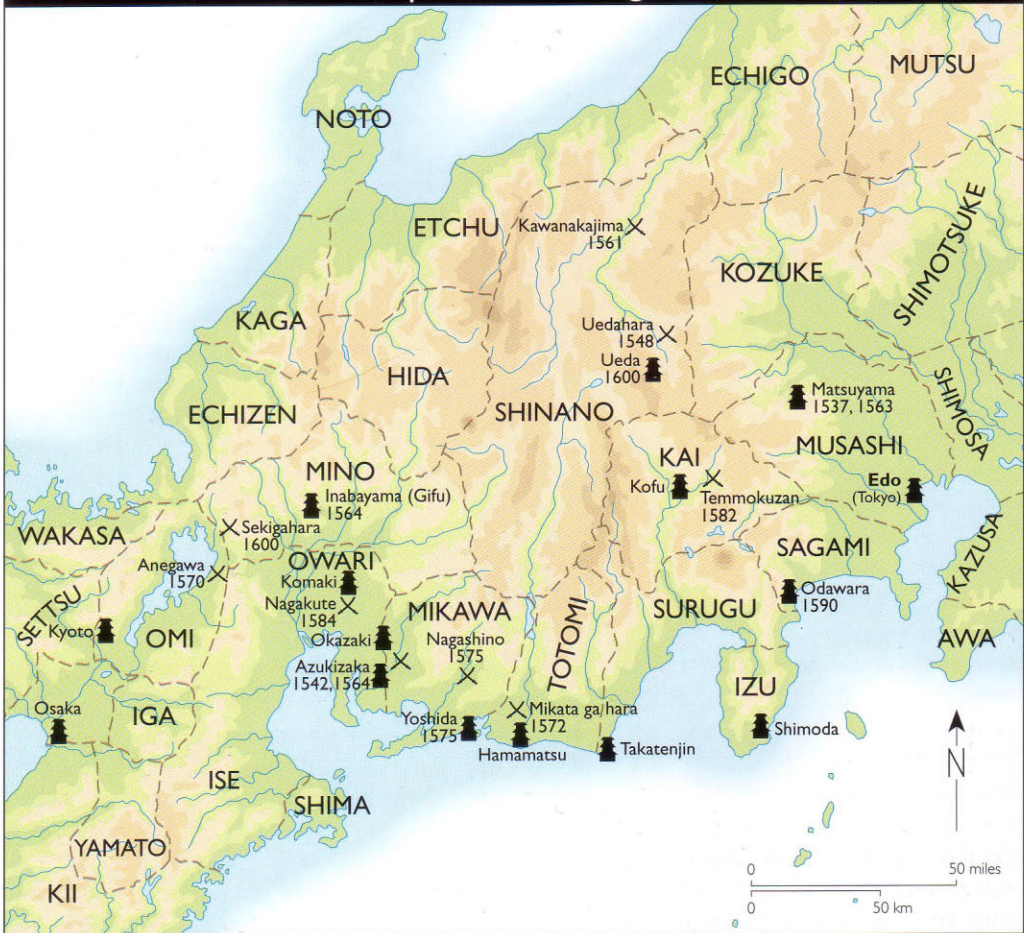 ECHIGO
MUTSU
NOTO
SHIMOTSUKE
ETCHU
Kawanakajima
1561
KOZUKE
KAGA
Uedahara
1548
Ueda
1600
HIDA
SHINANO
Matsuyama
1537, 1563
SHIMOSA
ECHIZEN
MUSASHI
MINO
Inabayama (Gifu)
1564
KAI
Kofu
Temmokuzan
1582
Edo
(Tokyo)
WAKASA
Sekigahara
1600
OWARI
SAGAMI
KAZUSA
Anegawa
1570
Komaki
Odawara
1590
SETTSU
Kyoto
OMI
Nagakute
1584
MIKAWA
TOTOMI
SURUGU
AWA
Okazaki
Nagashino
1575
Azukizaka
1542, 1564
IZU
Osaka
IGA
Yoshida
1575
Mikata ga hara
1572
Shimoda
Hamamatsu
Takatenjin
N
ISE
SHIMA
YAMATO
KII
0
50 miles
0
50 km